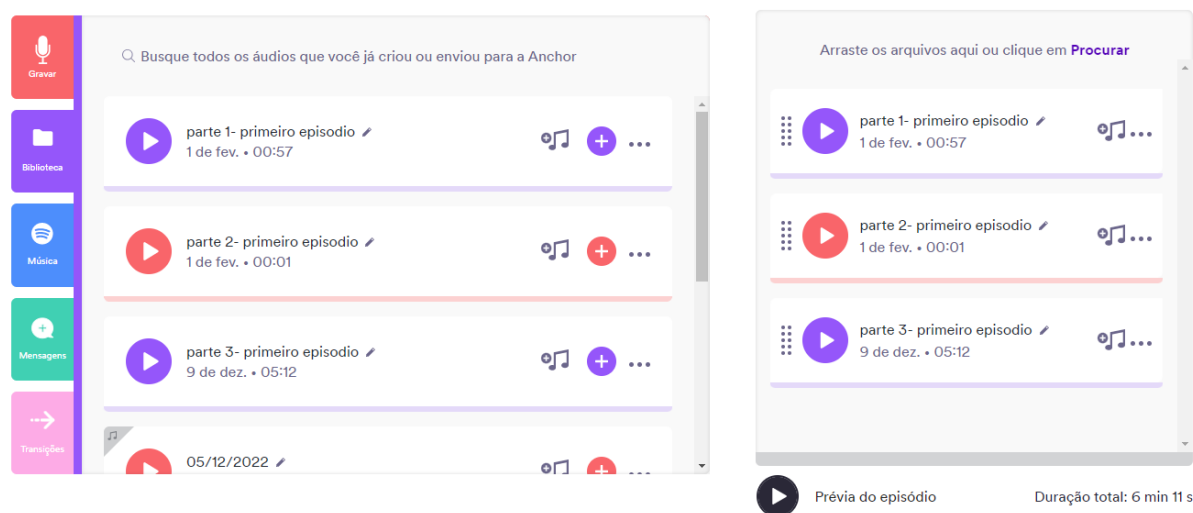 Gravar
Biblioteca
Música
Mensagens
Transições
Busque todos os áudios que você já criou ou enviou para a Anchor
parte 1- primeiro episodio
1 de fev. • 00:57
parte 2- primeiro episodio
1 de fev. • 00:01
parte 3- primeiro episodio
9 de dez. • 05:12
05/12/2022
Arraste os arquivos aqui ou clique em Procurar
parte 1- primeiro episodio
1 de fev. • 00:57
parte 2- primeiro episodio
1 de fev. • 00:01
parte 3- primeiro episodio
9 de dez. • 05:12
Prévia do episódio
Duração total: 6 min 11 s